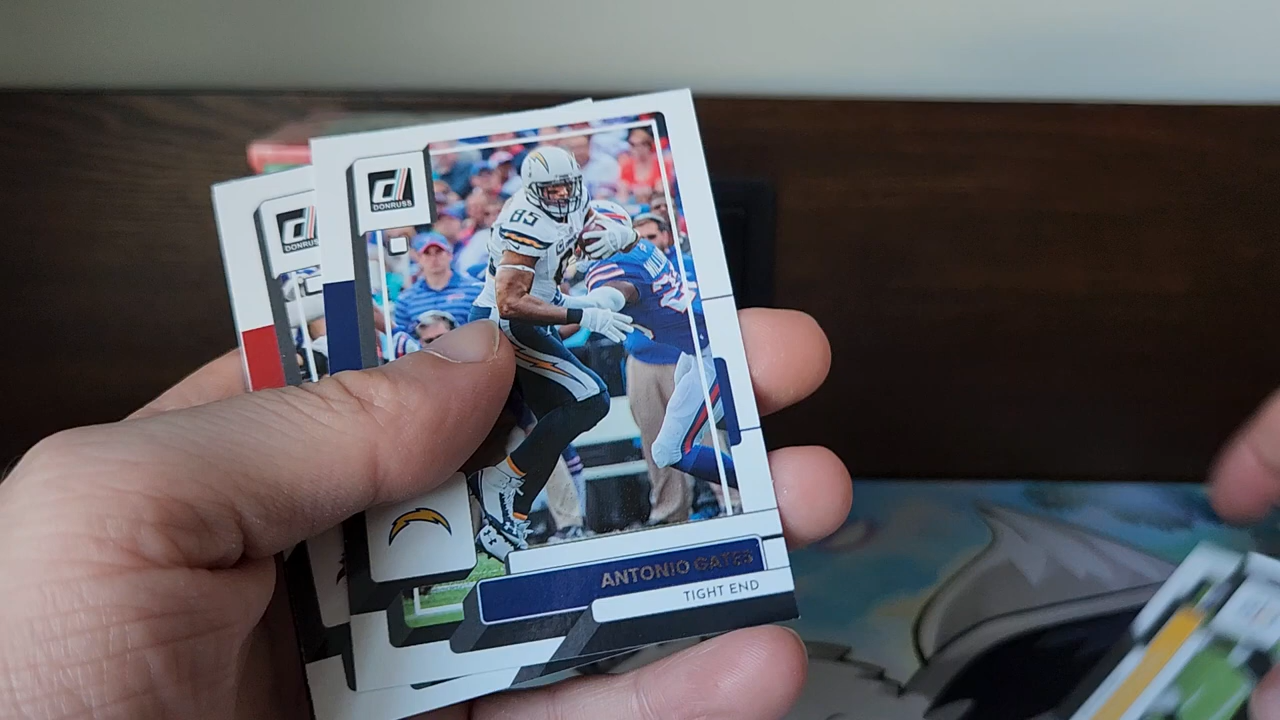 DONRUSS
DONRUSS
85
ANTONIO GATES
TIGHT END